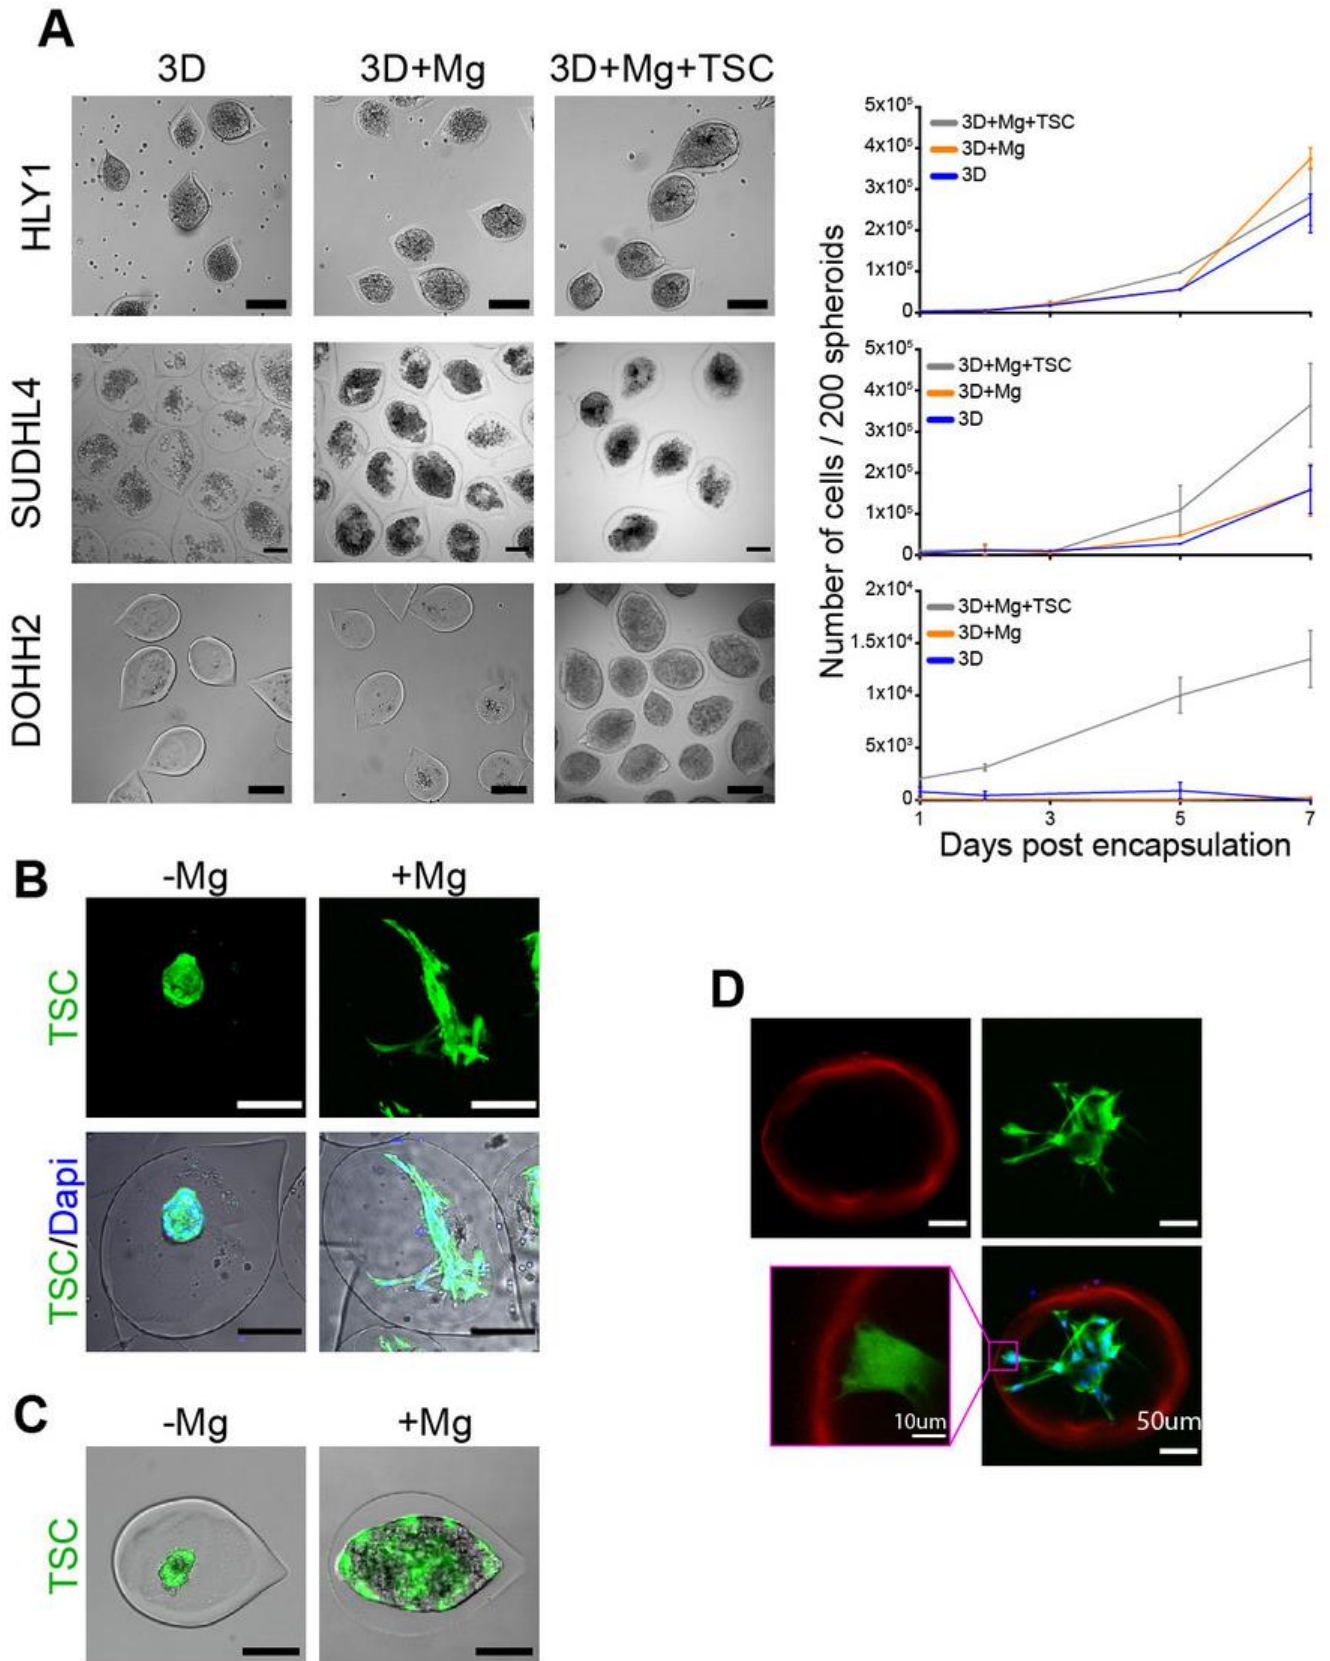 A
3D
3D+Mg
3D+Mg+TSC
HLY1
SUDHL4
DOHH2
Number of cells / 200 spheroids
5x10⁵
4x10⁵
3x10⁵
2x10⁵
1x10⁵
0
3D+Mg+TSC
3D+Mg
3D
5x10⁵
4x10⁵
3x10⁵
2x10⁵
1x10⁵
0
3D+Mg+TSC
3D+Mg
3D
2x10⁴
1.5x10⁴
1x10⁴
5x10³
0
3D+Mg+TSC
3D+Mg
3D
1 3 5 7
Days post encapsulation
B
-Mg
+Mg
TSC
TSC/Dapi
C
-Mg
+Mg
TSC
D
10um
50um